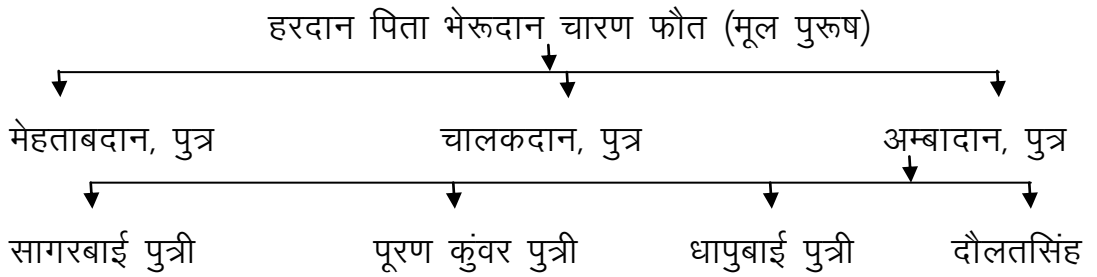 हरदान पिता भेरूदान चारण फौत (मूल पुरूष)
मेहताबदान, पुत्र चालकदान, पुत्र अम्बादान, पुत्र
सागरबाई पुत्री पूरण कुंवर पुत्री धापुबाई पुत्री दौलतसिंह